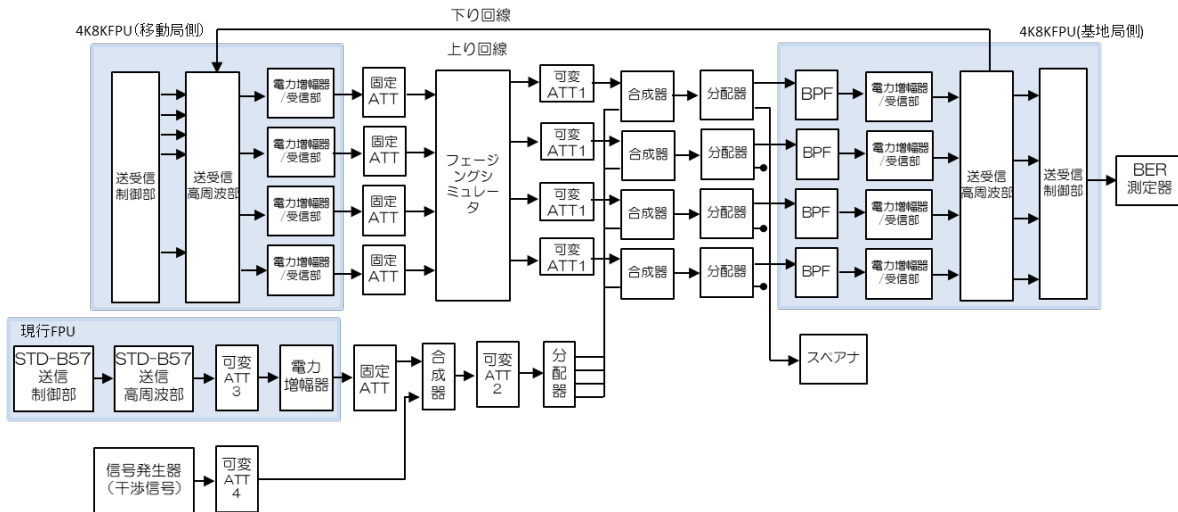 下り回線
4K8KFPU(移動局側)
4K8KFPU(基地局側)
上り回線
送受信
制御部
送受信
高周波部
電力増幅器
/受信部
電力増幅器
/受信部
電力増幅器
/受信部
電力増幅器
/受信部
固定
ATT
固定
ATT
固定
ATT
固定
ATT
フェージ
ングシ
ミュレー
タ
可変
ATT1
可変
ATT1
可変
ATT1
可変
ATT1
合成器
合成器
合成器
合成器
分配器
分配器
分配器
分配器
BPF
BPF
BPF
BPF
電力増幅器
/受信部
電力増幅器
/受信部
電力増幅器
/受信部
電力増幅器
/受信部
送受信
高周波部
送受信
制御部
BER
測定器
現行FPU
STD-B57
送信
制御部
STD-B57
送信
高周波部
可変
ATT
3
電力
増幅器
固定
ATT
合
成
器
可変
ATT
2
分
配
器
スペアナ
信号発生器
(干渉信号)
可変
ATT
4